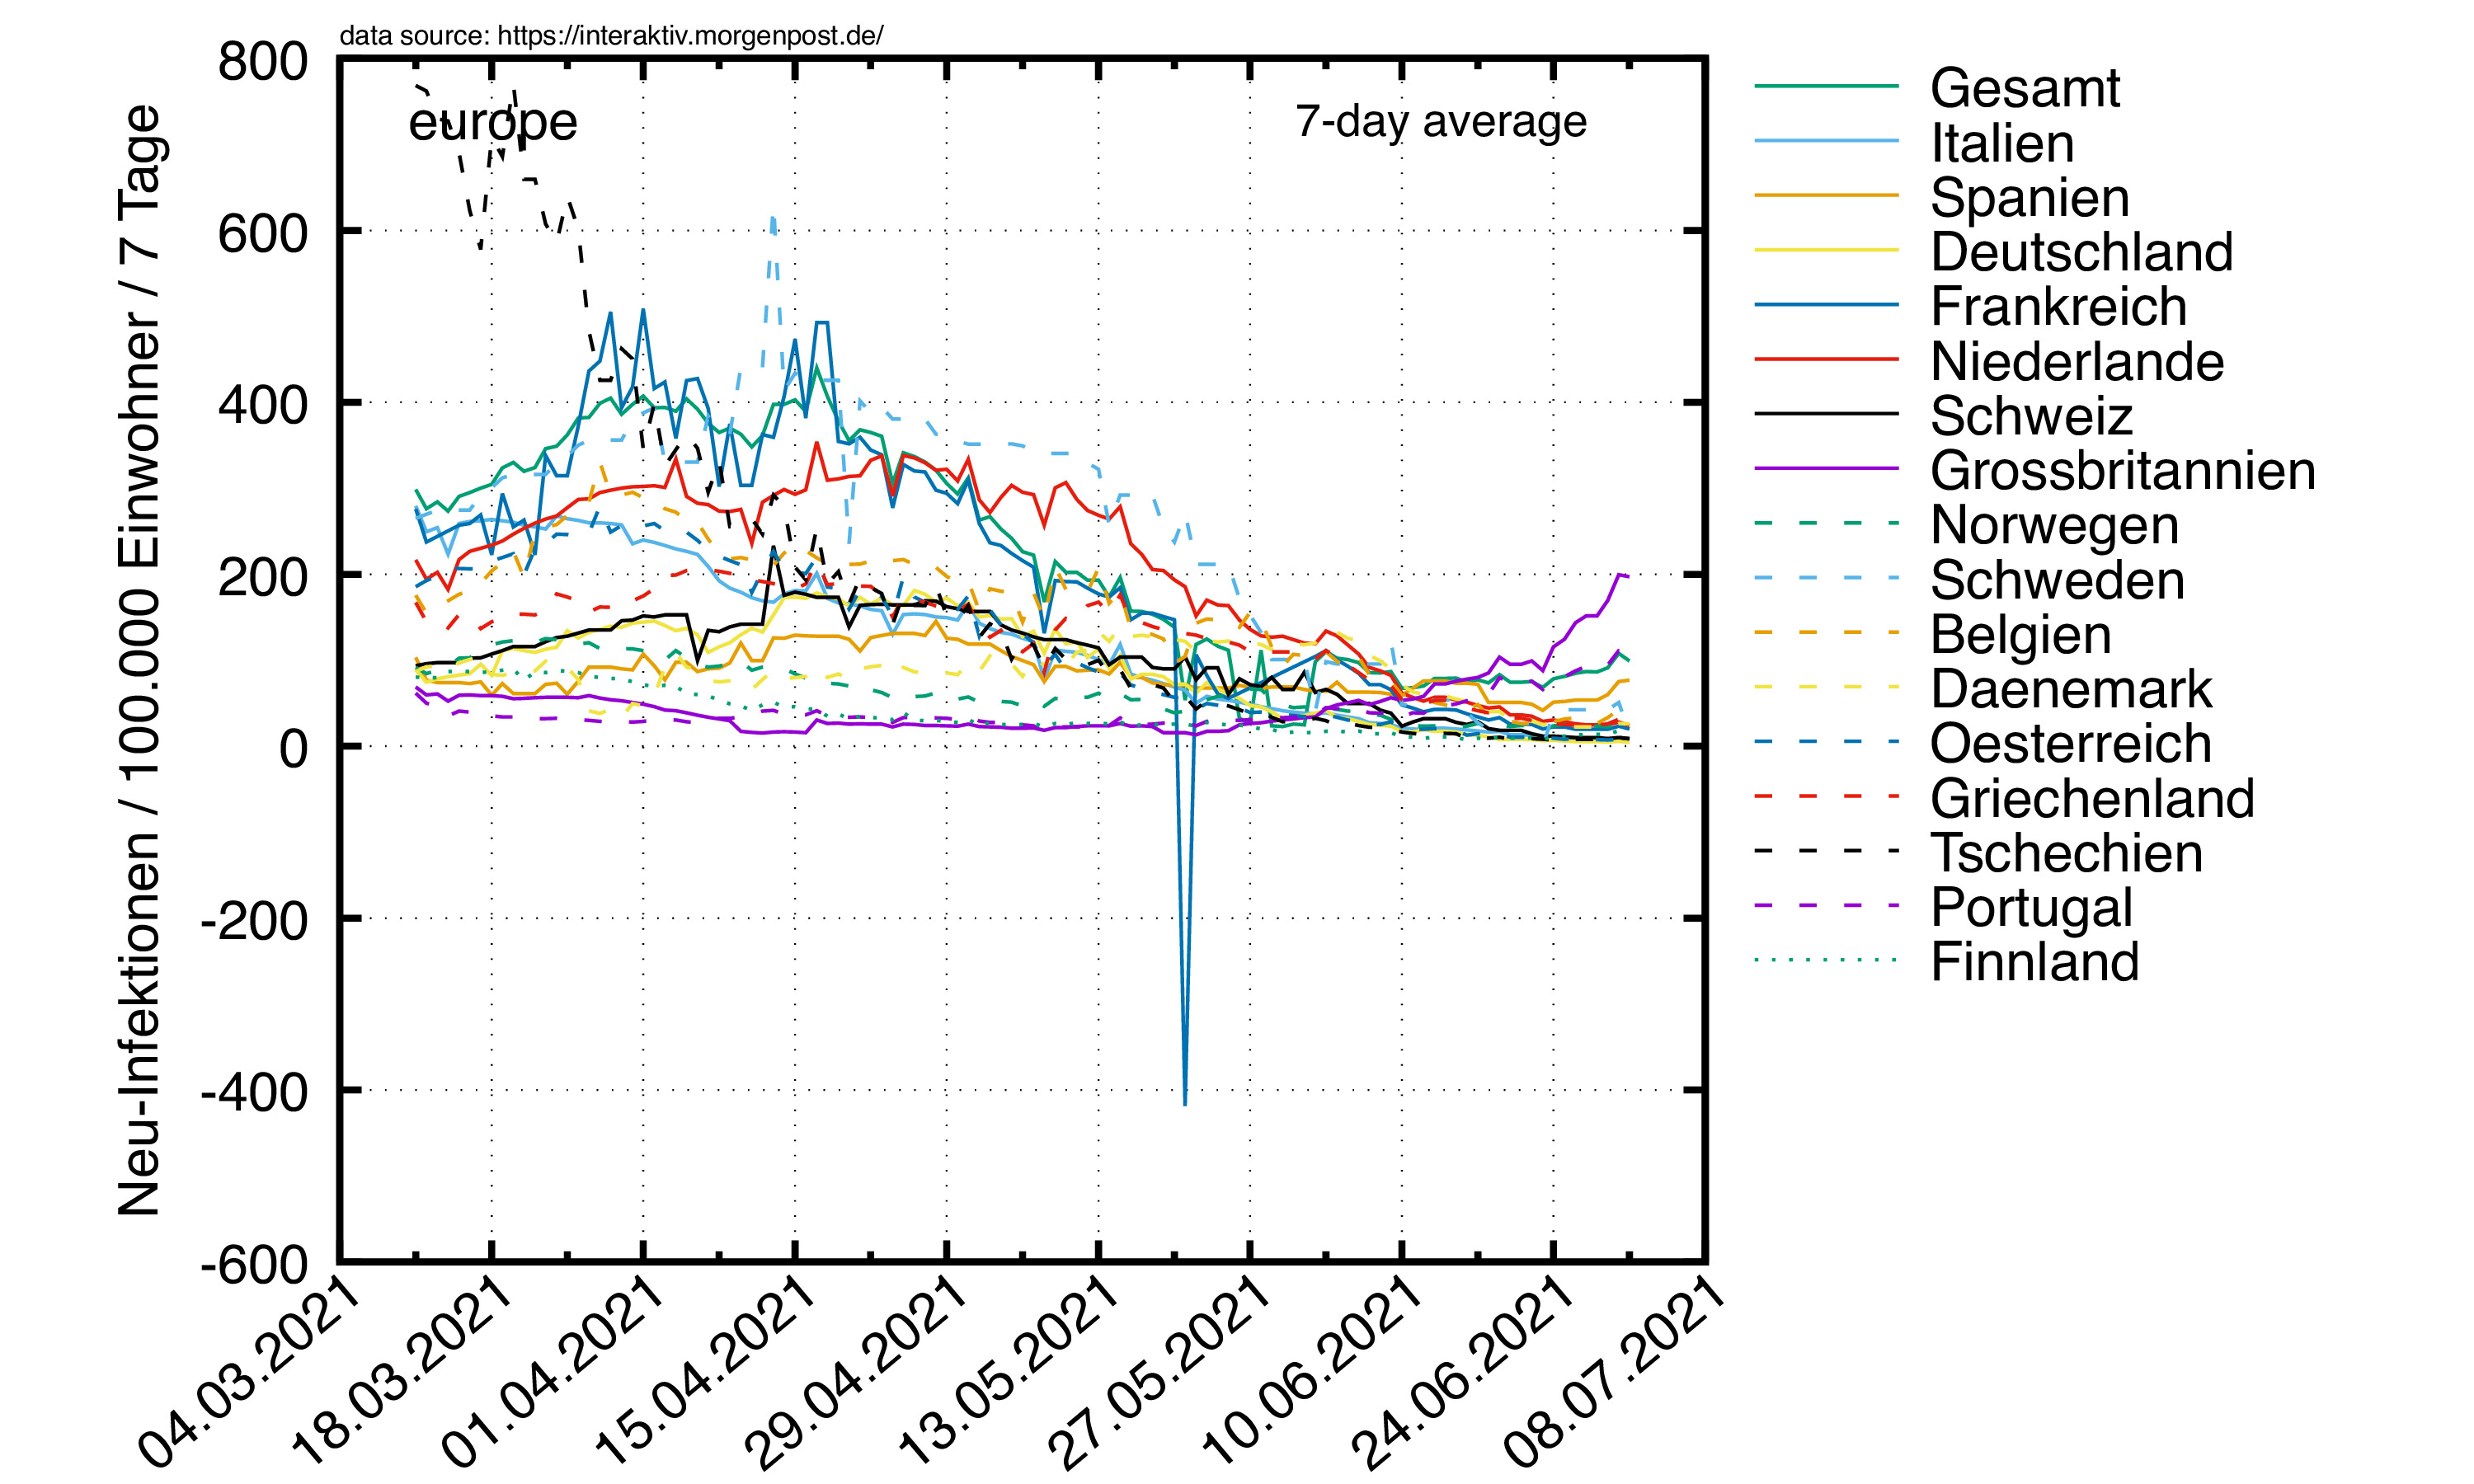 data source: https://interaktiv.morgenpost.de/
europe
7-day average
Neu-Infektionen / 100.000 Einwohner / 7 Tage
800
600
400
200
0
-200
-400
-600
04.03.2021
18.03.2021
01.04.2021
15.04.2021
29.04.2021
13.05.2021
27.05.2021
10.06.2021
24.06.2021
08.07.2021
Gesamt
Italien
Spanien
Deutschland
Frankreich
Niederlande
Schweiz
Grossbritannien
Norwegen
Schweden
Belgien
Daenemark
Oesterreich
Griechenland
Tschechien
Portugal
Finnland